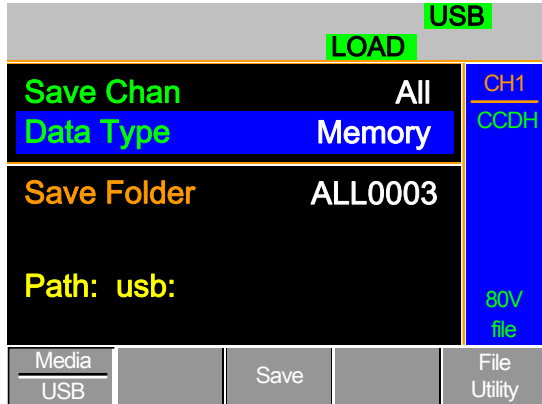 USB
LOAD
Save Chan All
Data Type Memory
CH1
CCDH
Save Folder ALL0003
Path: usb:
80V
file
Media
USB
Save
File
Utility